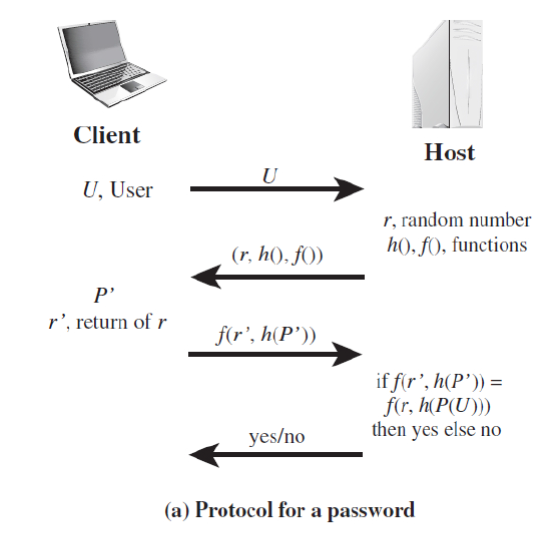 Client
Host
U, User
U
r, random number
h(), f(), functions
(r, h(), f())
P’
r’, return of r
f(r’, h(P’))
if f(r’, h(P’)) =
f(r, h(P(U)))
then yes else no
yes/no
(a) Protocol for a password